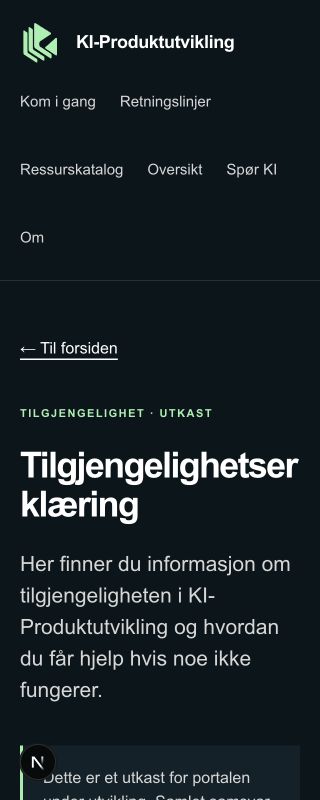 KI-Produktutvikling
Kom i gang Retningslinjer
Ressurskatalog Oversikt Spør KI
Om
← Til forsiden
TILGJENGELIGHET · UTKAST
Tilgjengelighetser
klæring
Her finner du informasjon om
tilgjengeligheten i KI-
Produktutvikling og hvordan
du får hjelp hvis noe ikke
fungerer.
N
Dette er et utkast for portalen
under utvikling. Samlet samsvar